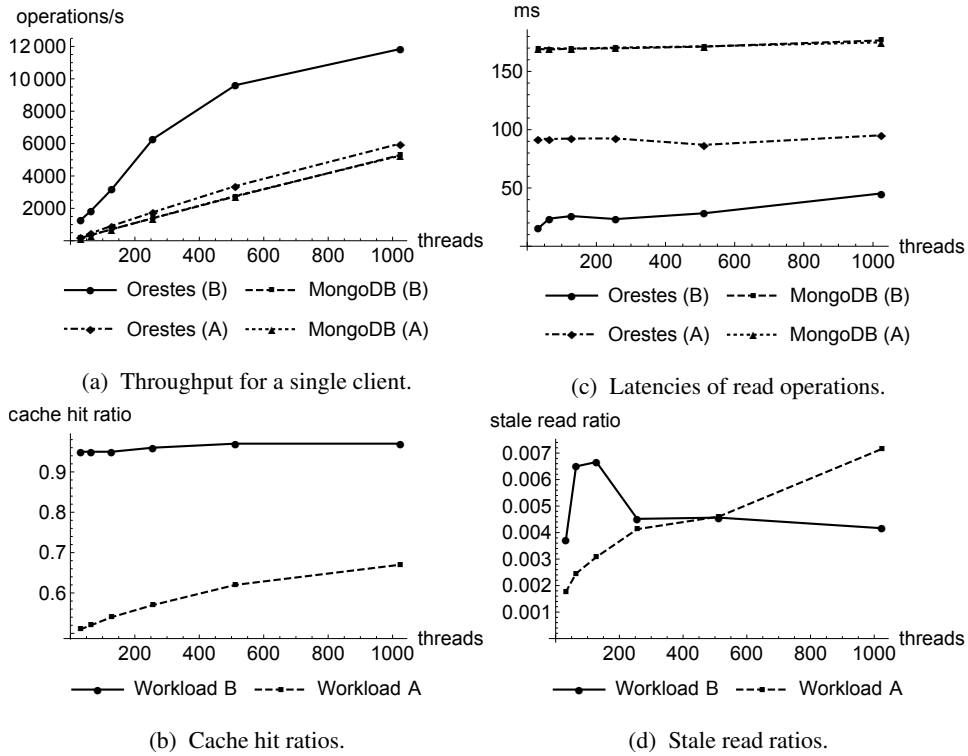 operations/s
12 000
10 000
8000
6000
4000
2000
200 400 600 800 1000
threads
Orestes (B) MongoDB (B)
Orestes (A) MongoDB (A)
(a) Throughput for a single client.
ms
150
100
50
200 400 600 800 1000
threads
Orestes (B) MongoDB (B)
Orestes (A) MongoDB (A)
(c) Latencies of read operations.
cache hit ratio
0.9
0.8
0.7
0.6
200 400 600 800 1000
threads
Workload B Workload A
(b) Cache hit ratios.
stale read ratio
0.007
0.006
0.005
0.004
0.003
0.002
0.001
200 400 600 800 1000
threads
Workload B Workload A
(d) Stale read ratios.